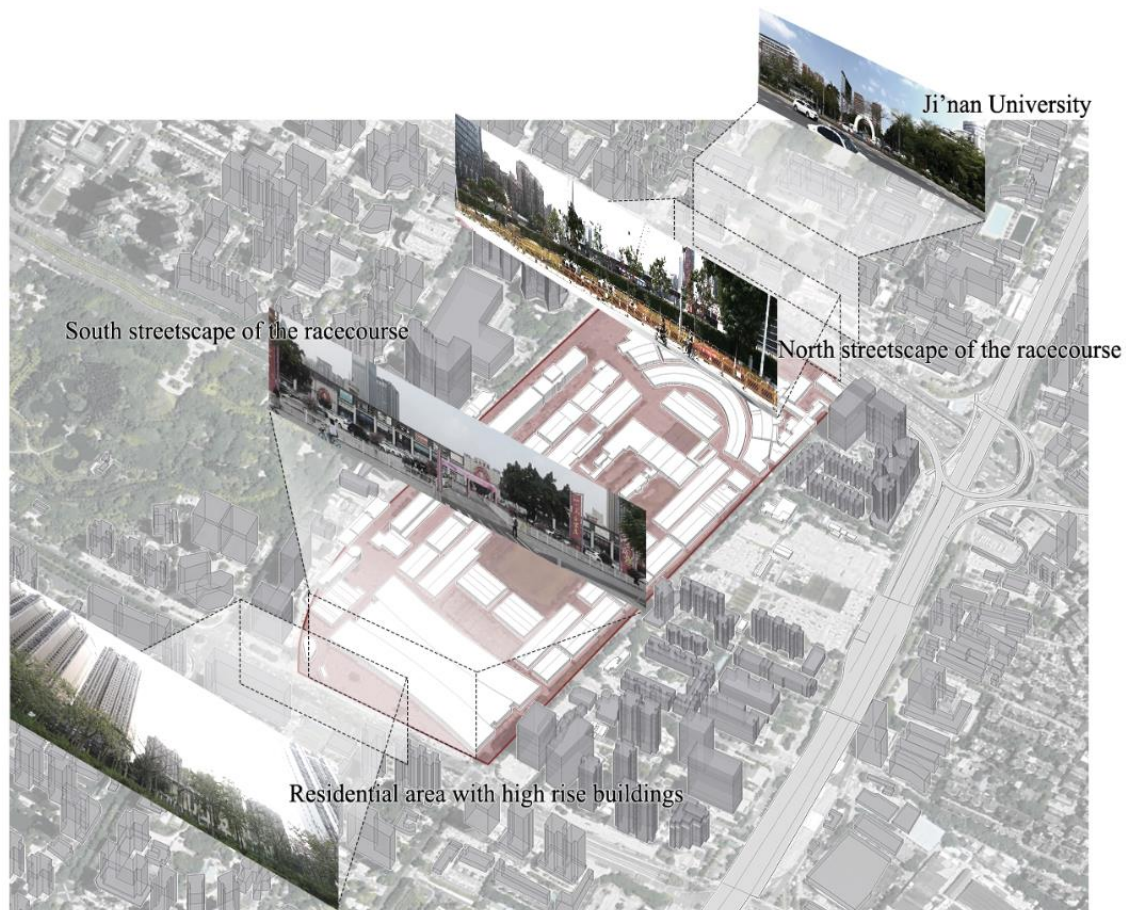 Ji'nan University
South streetscape of the racecourse
North streetscape of the racecourse
Residential area with high rise buildings